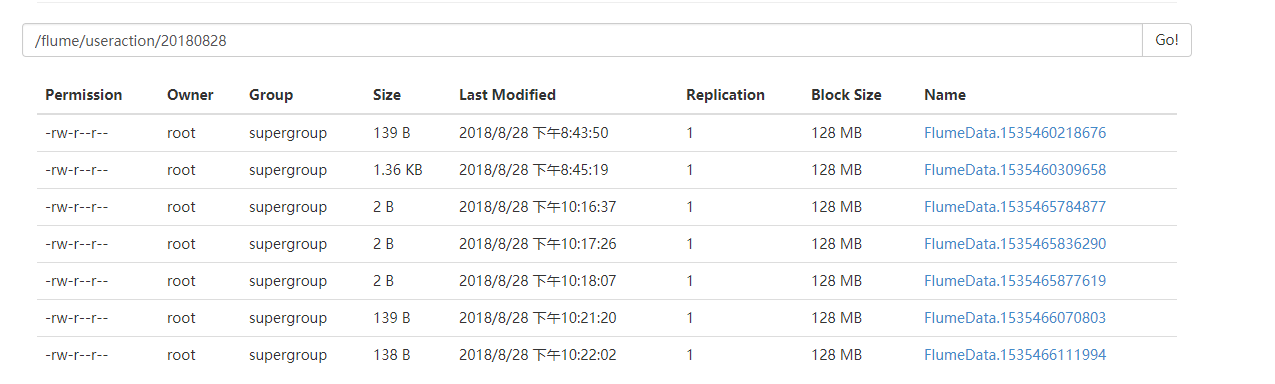 /flume/useraction/20180828 Go!
Permission Owner Group Size Last Modified Replication Block Size Name
-rw-r--r-- root supergroup 139 B 2018/8/28 下午8:43:50 1 128 MB FlumeData.1535460218676
-rw-r--r-- root supergroup 1.36 KB 2018/8/28 下午8:45:19 1 128 MB FlumeData.1535460309658
-rw-r--r-- root supergroup 2 B 2018/8/28 下午10:16:37 1 128 MB FlumeData.1535465784877
-rw-r--r-- root supergroup 2 B 2018/8/28 下午10:17:26 1 128 MB FlumeData.1535465836290
-rw-r--r-- root supergroup 2 B 2018/8/28 下午10:18:07 1 128 MB FlumeData.1535465877619
-rw-r--r-- root supergroup 139 B 2018/8/28 下午10:21:20 1 128 MB FlumeData.1535466070803
-rw-r--r-- root supergroup 138 B 2018/8/28 下午10:22:02 1 128 MB FlumeData.1535466111994